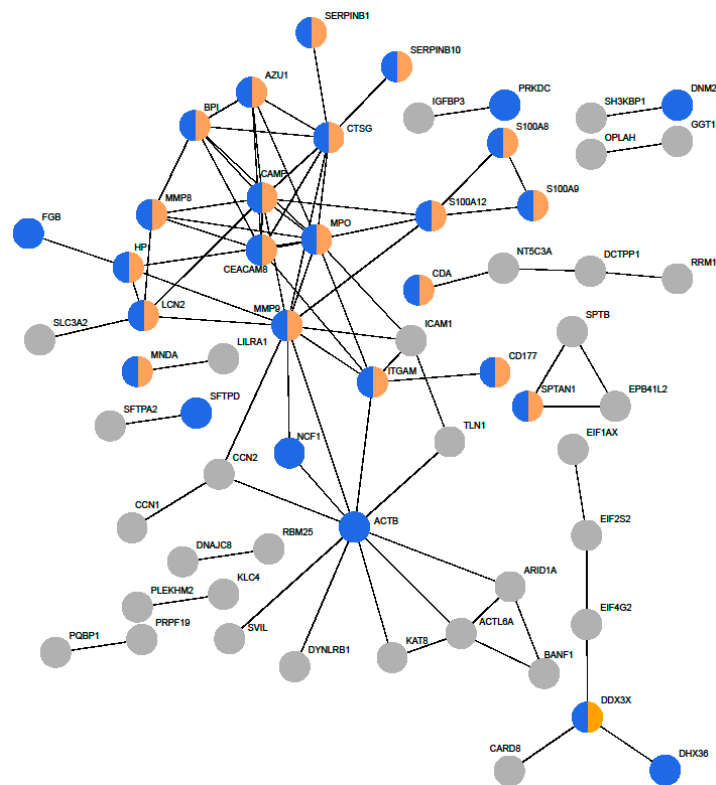 SERPINB1
SERPINB10
AZU1
PRKDC
DNM2
IGFBP3
SH3KBP1
BPI
CTSG
S100A8
GGT1
OPLAH
CAMP
S100A9
MMP8
MPO
S100A12
FGB
HP
CEACAM8
NT5C3A
DCTPP1
CDA
RRM1
LCN2
MMP9
SLC3A2
ICAM1
SPTB
LILRA1
MNDA
CD177
ITGAM
SPTAN1
EPB41L2
SFTPD
SFTPA2
TLN1
NCF1
EIF1AX
CCN2
CCN1
ACTB
EIF2S2
RBM25
DNAJC8
ARID1A
KLC4
PLEKHM2
EIF4G2
PRPF19
ACTL6A
PQBP1
SVIL
DYNLRB1
KAT8
BANF1
DDX3X
CARD8
DHX36